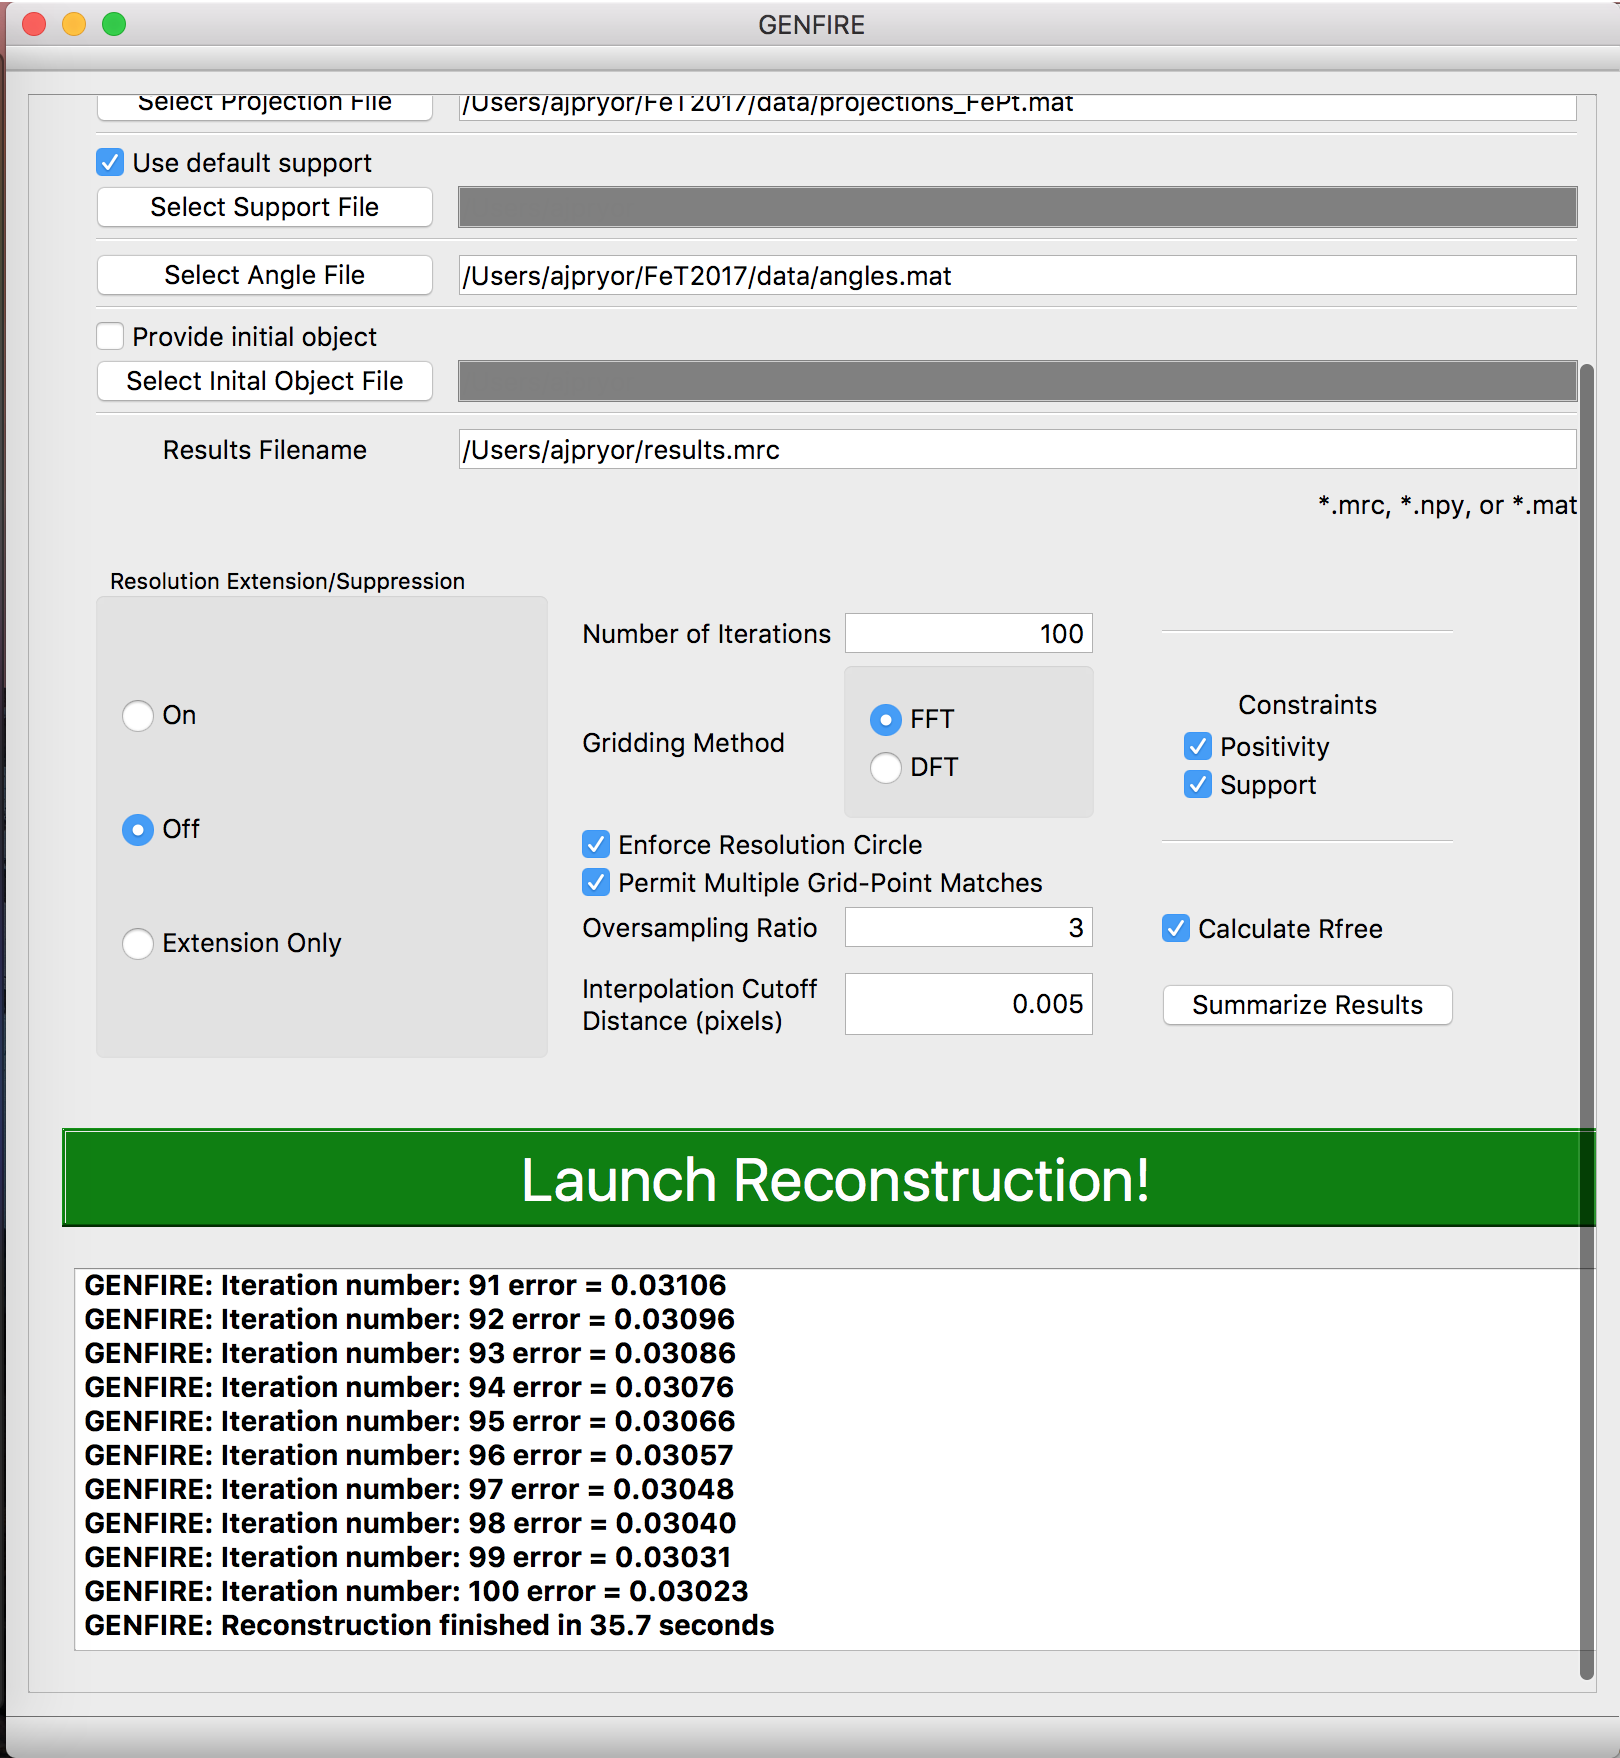 GENFIRE
Select Projection File
/Users/ajpryor/FeT2017/data/projections_FePt.mat
Use default support
Select Support File
Select Angle File
/Users/ajpryor/FeT2017/data/angles.mat
Provide initial object
Select Inital Object File
Results Filename
/Users/ajpryor/results.mrc
*.mrc, *.npy, or *.mat
Resolution Extension/Suppression
On
Off
Extension Only
Number of Iterations
100
Gridding Method
FFT
DFT
Enforce Resolution Circle
Permit Multiple Grid-Point Matches
Oversampling Ratio
3
Interpolation Cutoff
Distance (pixels)
0.005
Constraints
Positivity
Support
Calculate Rfree
Summarize Results
Launch Reconstruction!
GENFIRE: Iteration number: 91 error = 0.03106
GENFIRE: Iteration number: 92 error = 0.03096
GENFIRE: Iteration number: 93 error = 0.03086
GENFIRE: Iteration number: 94 error = 0.03076
GENFIRE: Iteration number: 95 error = 0.03066
GENFIRE: Iteration number: 96 error = 0.03057
GENFIRE: Iteration number: 97 error = 0.03048
GENFIRE: Iteration number: 98 error = 0.03040
GENFIRE: Iteration number: 99 error = 0.03031
GENFIRE: Iteration number: 100 error = 0.03023
GENFIRE: Reconstruction finished in 35.7 seconds